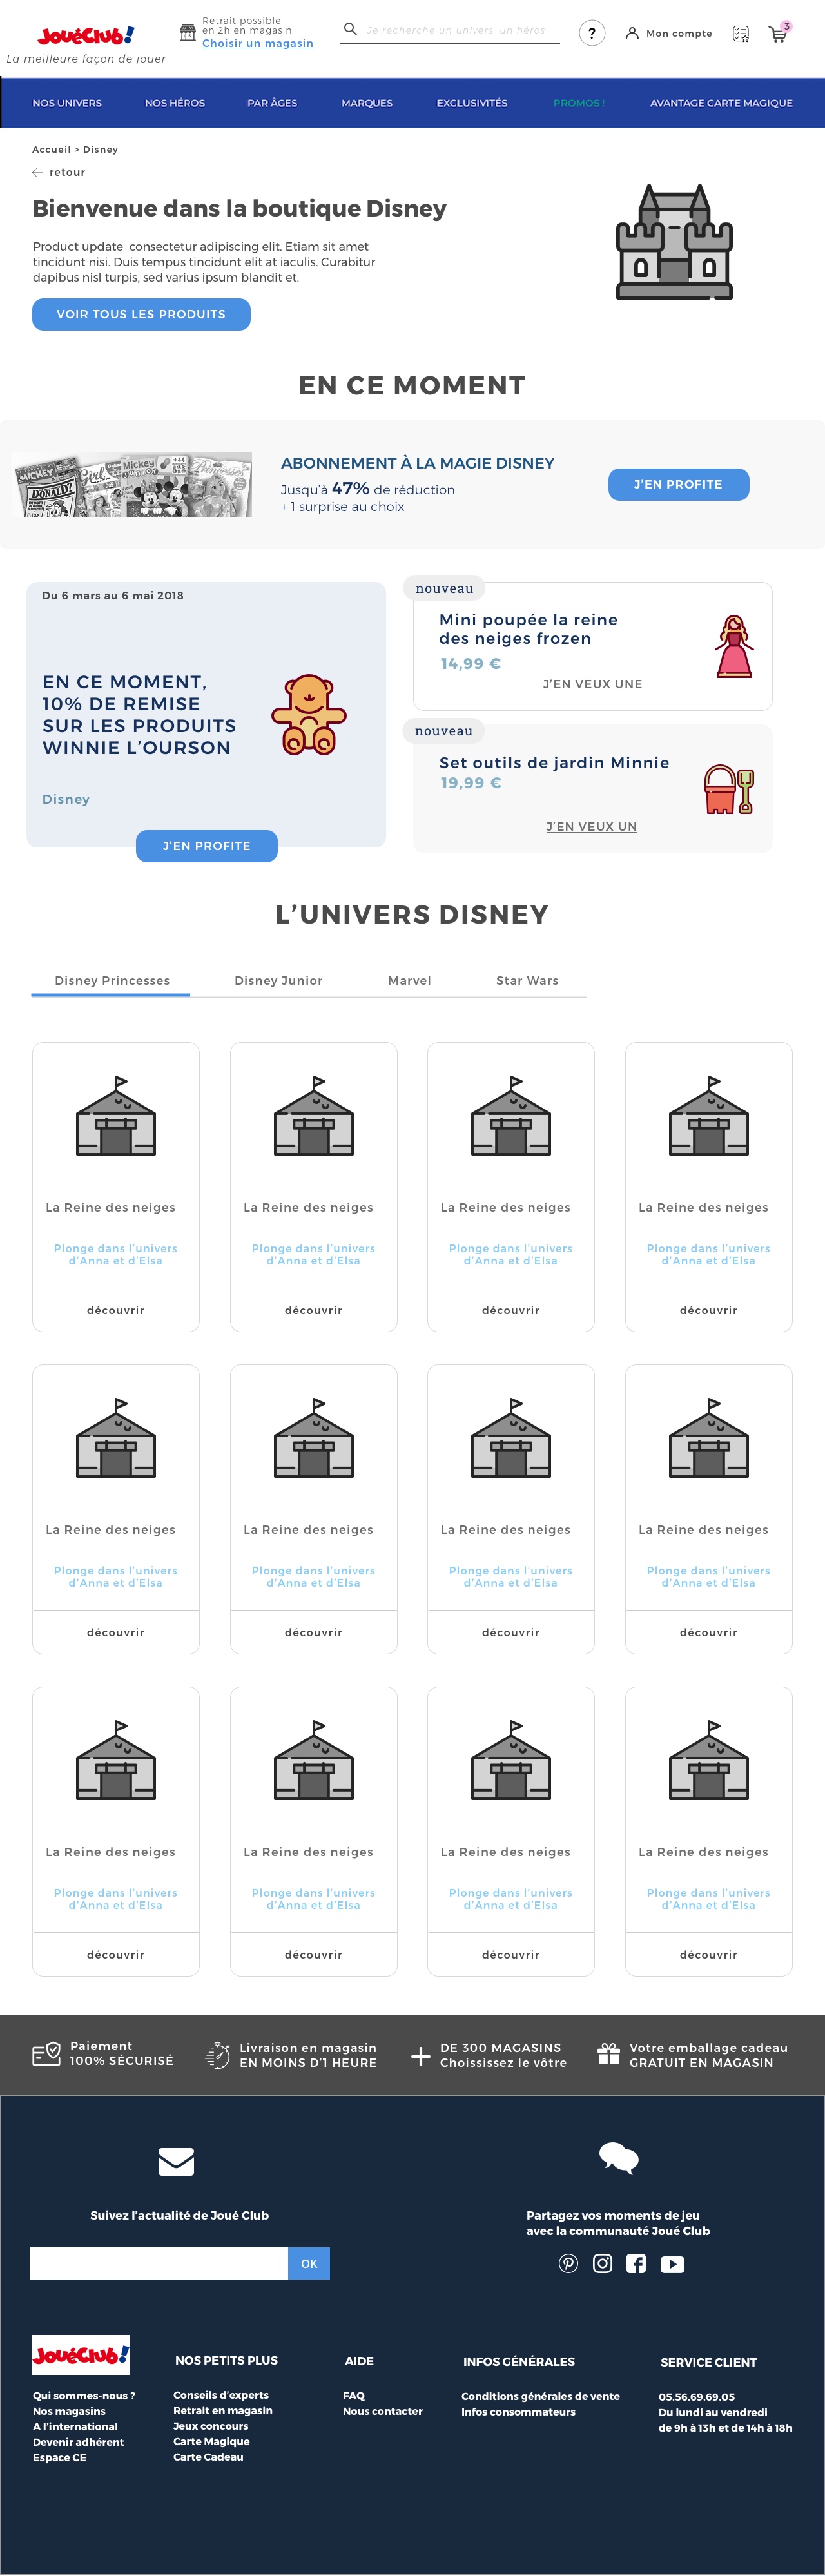 JouéClub!
La meilleure façon de jouer
Retrait possible
en 2h en magasin
Choisir un magasin
Je recherche un univers, un héros
?
Mon compte
3
NOS UNIVERS
NOS HÉROS
PAR ÂGES
MARQUES
EXCLUSIVITÉS
PROMOS !
AVANTAGE CARTE MAGIQUE
Accueil > Disney
retour
Bienvenue dans la boutique Disney
Product update consectetur adipiscing elit. Etiam sit amet
tincidunt nisi. Duis tempus tincidunt elit at iaculis. Curabitur
dapibus nisl turpis, sed varius ipsum blandit et.
VOIR TOUS LES PRODUITS
EN CE MOMENT
MICKEY
DONALD?
Girl
Mickey
Junior
+44
Princesses
ABONNEMENT À LA MAGIE DISNEY
Jusqu'à 47% de réduction
+ 1 surprise au choix
J'EN PROFITE
Du 6 mars au 6 mai 2018
EN CE MOMENT,
10% DE REMISE
SUR LES PRODUITS
WINNIE L'OURSON
Disney
J'EN PROFITE
nouveau
Mini poupée la reine
des neiges frozen
14,99 €
J'EN VEUX UNE
nouveau
Set outils de jardin Minnie
19,99 €
J'EN VEUX UN
L'UNIVERS DISNEY
Disney Princesses
Disney Junior
Marvel
Star Wars
La Reine des neiges
Plonge dans l'univers
d'Anna et d'Elsa
découvrir
La Reine des neiges
Plonge dans l'univers
d'Anna et d'Elsa
découvrir
La Reine des neiges
Plonge dans l'univers
d'Anna et d'Elsa
découvrir
La Reine des neiges
Plonge dans l'univers
d'Anna et d'Elsa
découvrir
La Reine des neiges
Plonge dans l'univers
d'Anna et d'Elsa
découvrir
La Reine des neiges
Plonge dans l'univers
d'Anna et d'Elsa
découvrir
La Reine des neiges
Plonge dans l'univers
d'Anna et d'Elsa
découvrir
La Reine des neiges
Plonge dans l'univers
d'Anna et d'Elsa
découvrir
La Reine des neiges
Plonge dans l'univers
d'Anna et d'Elsa
découvrir
La Reine des neiges
Plonge dans l'univers
d'Anna et d'Elsa
découvrir
La Reine des neiges
Plonge dans l'univers
d'Anna et d'Elsa
découvrir
La Reine des neiges
Plonge dans l'univers
d'Anna et d'Elsa
découvrir
Paiement
100% SÉCURISÉ
Livraison en magasin
EN MOINS D'1 HEURE
DE 300 MAGASINS
Choississez le vôtre
Votre emballage cadeau
GRATUIT EN MAGASIN
Suivez l'actualité de Joué Club
OK
Partagez vos moments de jeu
avec la communauté Joué Club
JouéClub!
Qui sommes-nous ?
Nos magasins
A l'international
Devenir adhérent
Espace CE
NOS PETITS PLUS
Conseils d'experts
Retrait en magasin
Jeux concours
Carte Magique
Carte Cadeau
AIDE
FAQ
Nous contacter
INFOS GÉNÉRALES
Conditions générales de vente
Infos consommateurs
SERVICE CLIENT
05.56.69.69.05
Du lundi au vendredi
de 9h à 13h et de 14h à 18h